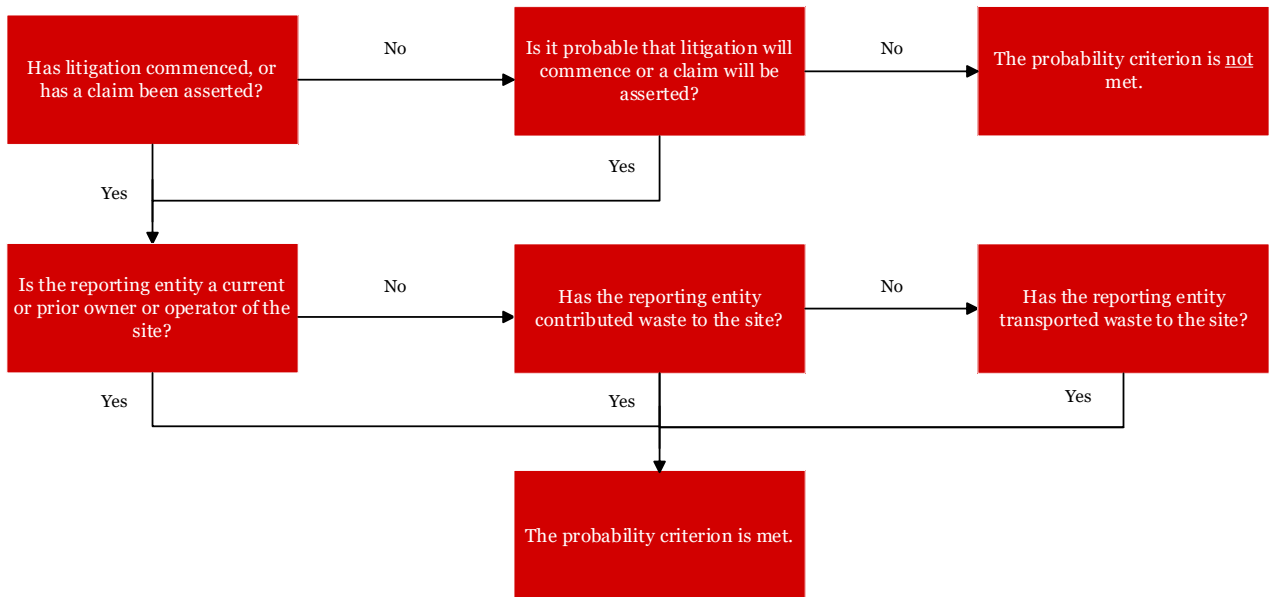 Has litigation commenced, or
has a claim been asserted?
No
Is it probable that litigation will
commence or a claim will be
asserted?
No
The probability criterion is not
met.
Yes
Yes
Is the reporting entity a current
or prior owner or operator of the
site?
No
Has the reporting entity
contributed waste to the site?
No
Has the reporting entity
transported waste to the site?
Yes
Yes
Yes
The probability criterion is met.